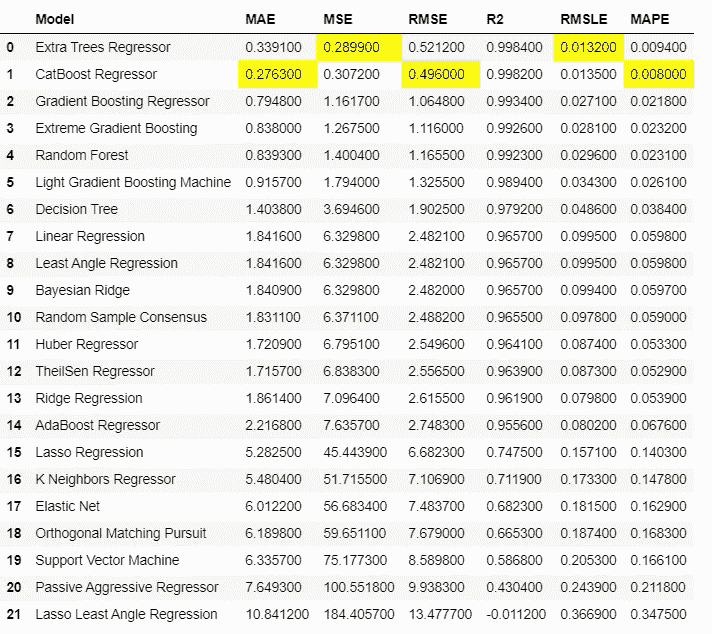 Model MAE MSE RMSE R2 RMSLE MAPE
0 Extra Trees Regressor 0.339100 0.289900 0.521200 0.998400 0.013200 0.009400
1 CatBoost Regressor 0.276300 0.307200 0.496000 0.998200 0.013500 0.008000
2 Gradient Boosting Regressor 0.794800 1.161700 1.064800 0.993400 0.027100 0.021800
3 Extreme Gradient Boosting 0.838000 1.267500 1.116000 0.992600 0.028100 0.023200
4 Random Forest 0.839300 1.400400 1.165500 0.992300 0.029600 0.023100
5 Light Gradient Boosting Machine 0.915700 1.794000 1.325500 0.989400 0.034300 0.026100
6 Decision Tree 1.403800 3.694600 1.902500 0.979200 0.048600 0.038400
7 Linear Regression 1.841600 6.329800 2.482100 0.965700 0.099500 0.059800
8 Least Angle Regression 1.841600 6.329800 2.482100 0.965700 0.099500 0.059800
9 Bayesian Ridge 1.840900 6.329800 2.482000 0.965700 0.099400 0.059700
10 Random Sample Consensus 1.831100 6.371100 2.488200 0.965500 0.097800 0.059000
11 Huber Regressor 1.720900 6.795100 2.549600 0.964100 0.087400 0.053300
12 TheilSen Regressor 1.715700 6.838300 2.556500 0.963900 0.087300 0.052900
13 Ridge Regression 1.861400 7.096400 2.615500 0.961900 0.079800 0.053900
14 AdaBoost Regressor 2.216800 7.635700 2.748300 0.955600 0.080200 0.067600
15 Lasso Regression 5.282500 45.443900 6.682300 0.747500 0.157100 0.140300
16 K Neighbors Regressor 5.480400 51.715500 7.106900 0.711900 0.173300 0.147800
17 Elastic Net 6.012200 56.683400 7.483700 0.682300 0.181500 0.162900
18 Orthogonal Matching Pursuit 6.189800 59.651100 7.679000 0.665300 0.187400 0.168300
19 Support Vector Machine 6.335700 75.177300 8.589800 0.586800 0.205300 0.166100
20 Passive Aggressive Regressor 7.649300 100.551800 9.938300 0.430400 0.243900 0.211800
21 Lasso Least Angle Regression 10.841200 184.405700 13.477700 -0.011200 0.366900 0.347500